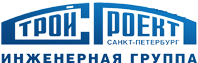 СТРОЙПРОЕКТ
САНКТ-ПЕТЕРБУРГ
ИНЖЕНЕРНАЯ ГРУППА